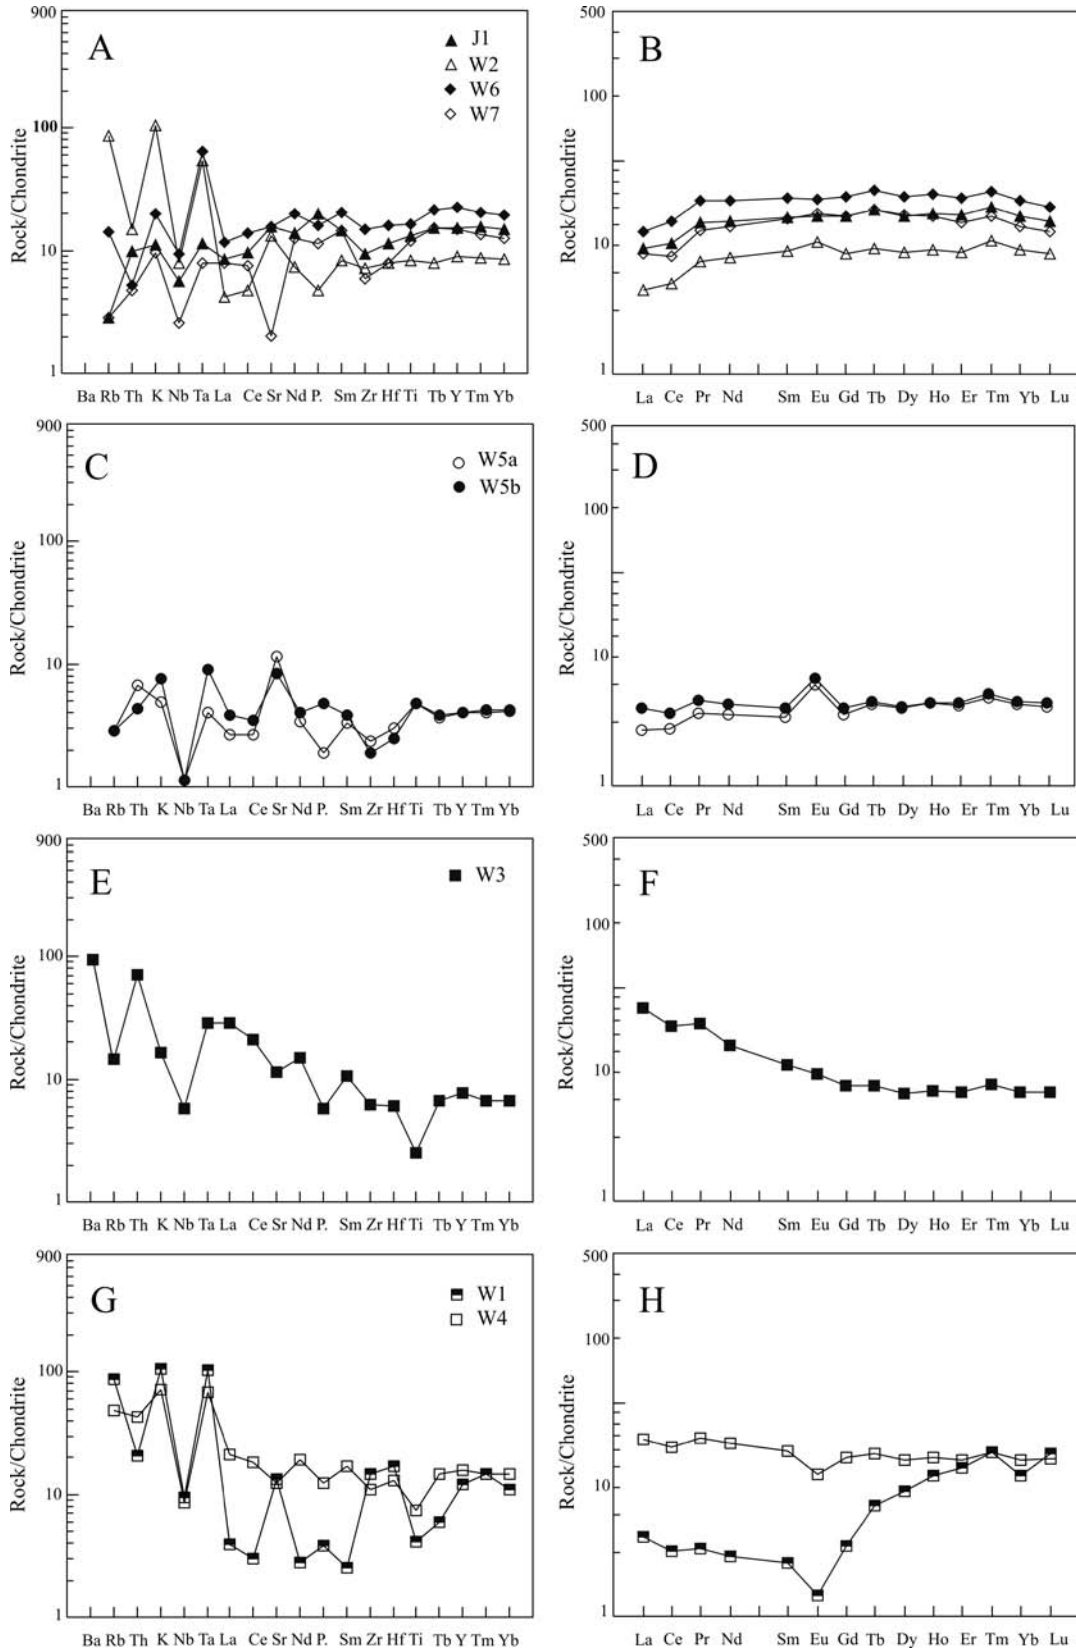 900
A
J1
W2
W6
W7
100
10
1
Rock/Chondrite
Ba Rb Th K Nb Ta La Ce Sr Nd P. Sm Zr Hf Ti Tb Y Tm Yb
500
B
100
10
1
Rock/Chondrite
La Ce Pr Nd Sm Eu Gd Tb Dy Ho Er Tm Yb Lu
900
C
W5a
W5b
100
10
1
Rock/Chondrite
Ba Rb Th K Nb Ta La Ce Sr Nd P. Sm Zr Hf Ti Tb Y Tm Yb
500
D
100
10
1
Rock/Chondrite
La Ce Pr Nd Sm Eu Gd Tb Dy Ho Er Tm Yb Lu
900
E
W3
100
10
1
Rock/Chondrite
Ba Rb Th K Nb Ta La Ce Sr Nd P. Sm Zr Hf Ti Tb Y Tm Yb
500
F
100
10
1
Rock/Chondrite
La Ce Pr Nd Sm Eu Gd Tb Dy Ho Er Tm Yb Lu
900
G
W1
W4
100
10
1
Rock/Chondrite
Ba Rb Th K Nb Ta La Ce Sr Nd P. Sm Zr Hf Ti Tb Y Tm Yb
500
H
100
10
1
Rock/Chondrite
La Ce Pr Nd Sm Eu Gd Tb Dy Ho Er Tm Yb Lu